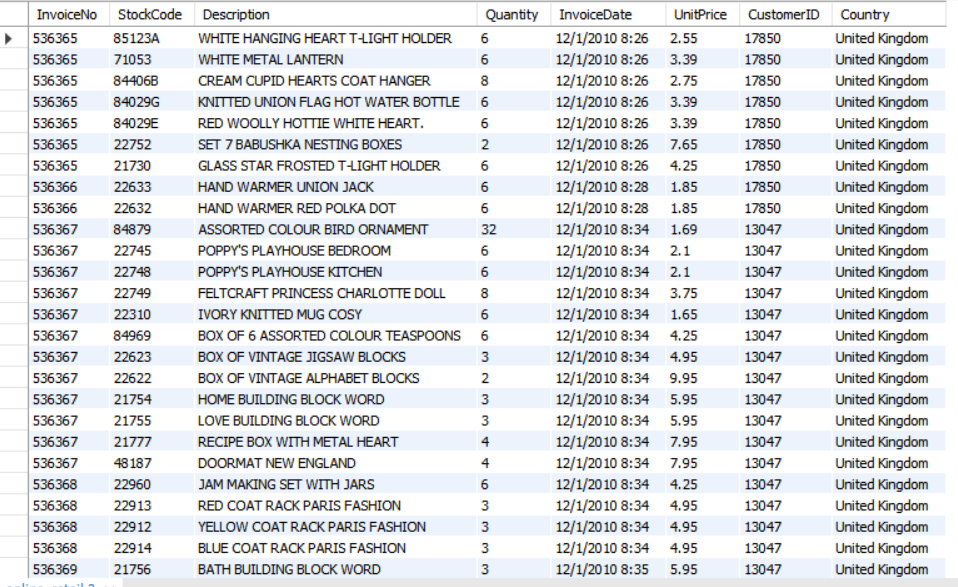 InvoiceNo StockCode Description Quantity InvoiceDate UnitPrice CustomerID Country
536365 85123A WHITE HANGING HEART T-LIGHT HOLDER 6 12/1/2010 8:26 2.55 17850 United Kingdom
536365 71053 WHITE METAL LANTERN 6 12/1/2010 8:26 3.39 17850 United Kingdom
536365 84406B CREAM CUPID HEARTS COAT HANGER 8 12/1/2010 8:26 2.75 17850 United Kingdom
536365 84029G KNITTED UNION FLAG HOT WATER BOTTLE 6 12/1/2010 8:26 3.39 17850 United Kingdom
536365 84029E RED WOOLLY HOTTIE WHITE HEART. 6 12/1/2010 8:26 3.39 17850 United Kingdom
536365 22752 SET 7 BABUSHKA NESTING BOXES 2 12/1/2010 8:26 7.65 17850 United Kingdom
536365 21730 GLASS STAR FROSTED T-LIGHT HOLDER 6 12/1/2010 8:26 4.25 17850 United Kingdom
536366 22633 HAND WARMER UNION JACK 6 12/1/2010 8:28 1.85 17850 United Kingdom
536366 22632 HAND WARMER RED POLKA DOT 6 12/1/2010 8:28 1.85 17850 United Kingdom
536367 84879 ASSORTED COLOUR BIRD ORNAMENT 32 12/1/2010 8:34 1.69 13047 United Kingdom
536367 22745 POPPY'S PLAYHOUSE BEDROOM 6 12/1/2010 8:34 2.1 13047 United Kingdom
536367 22748 POPPY'S PLAYHOUSE KITCHEN 6 12/1/2010 8:34 2.1 13047 United Kingdom
536367 22749 FELTCRAFT PRINCESS CHARLOTTE DOLL 8 12/1/2010 8:34 3.75 13047 United Kingdom
536367 22310 IVORY KNITTED MUG COSY 6 12/1/2010 8:34 1.65 13047 United Kingdom
536367 84969 BOX OF 6 ASSORTED COLOUR TEASPOONS 6 12/1/2010 8:34 4.25 13047 United Kingdom
536367 22623 BOX OF VINTAGE JIGSAW BLOCKS 3 12/1/2010 8:34 4.95 13047 United Kingdom
536367 22622 BOX OF VINTAGE ALPHABET BLOCKS 2 12/1/2010 8:34 9.95 13047 United Kingdom
536367 21754 HOME BUILDING BLOCK WORD 3 12/1/2010 8:34 5.95 13047 United Kingdom
536367 21755 LOVE BUILDING BLOCK WORD 3 12/1/2010 8:34 5.95 13047 United Kingdom
536367 21777 RECIPE BOX WITH METAL HEART 4 12/1/2010 8:34 7.95 13047 United Kingdom
536367 48187 DOORMAT NEW ENGLAND 4 12/1/2010 8:34 7.95 13047 United Kingdom
536368 22960 JAM MAKING SET WITH JARS 6 12/1/2010 8:34 4.25 13047 United Kingdom
536368 22913 RED COAT RACK PARIS FASHION 3 12/1/2010 8:34 4.95 13047 United Kingdom
536368 22912 YELLOW COAT RACK PARIS FASHION 3 12/1/2010 8:34 4.95 13047 United Kingdom
536368 22914 BLUE COAT RACK PARIS FASHION 3 12/1/2010 8:34 4.95 13047 United Kingdom
536369 21756 BATH BUILDING BLOCK WORD 3 12/1/2010 8:35 5.95 13047 United Kingdom